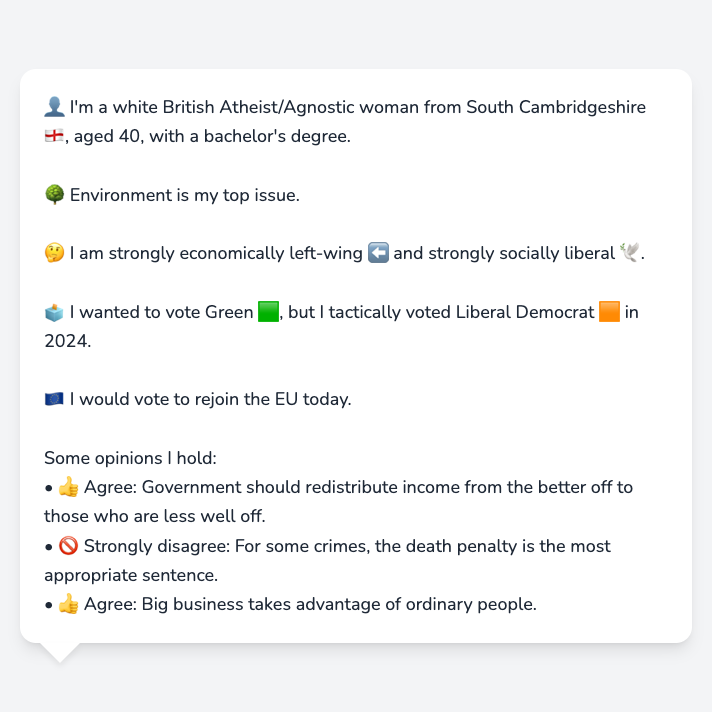 👤 I'm a white British Atheist/Agnostic woman from South Cambridgeshire
🏴󠁧󠁢󠁥󠁮󠁧󠁿, aged 40, with a bachelor's degree.
🌳 Environment is my top issue.
🤔 I am strongly economically left-wing ⬅️ and strongly socially liberal 🕊️.
🗳️ I wanted to vote Green 🟩, but I tactically voted Liberal Democrat 🟧 in
2024.
🇪🇺 I would vote to rejoin the EU today.
Some opinions I hold:
• 👍 Agree: Government should redistribute income from the better off to
those who are less well off.
• 🚫 Strongly disagree: For some crimes, the death penalty is the most
appropriate sentence.
• 👍 Agree: Big business takes advantage of ordinary people.